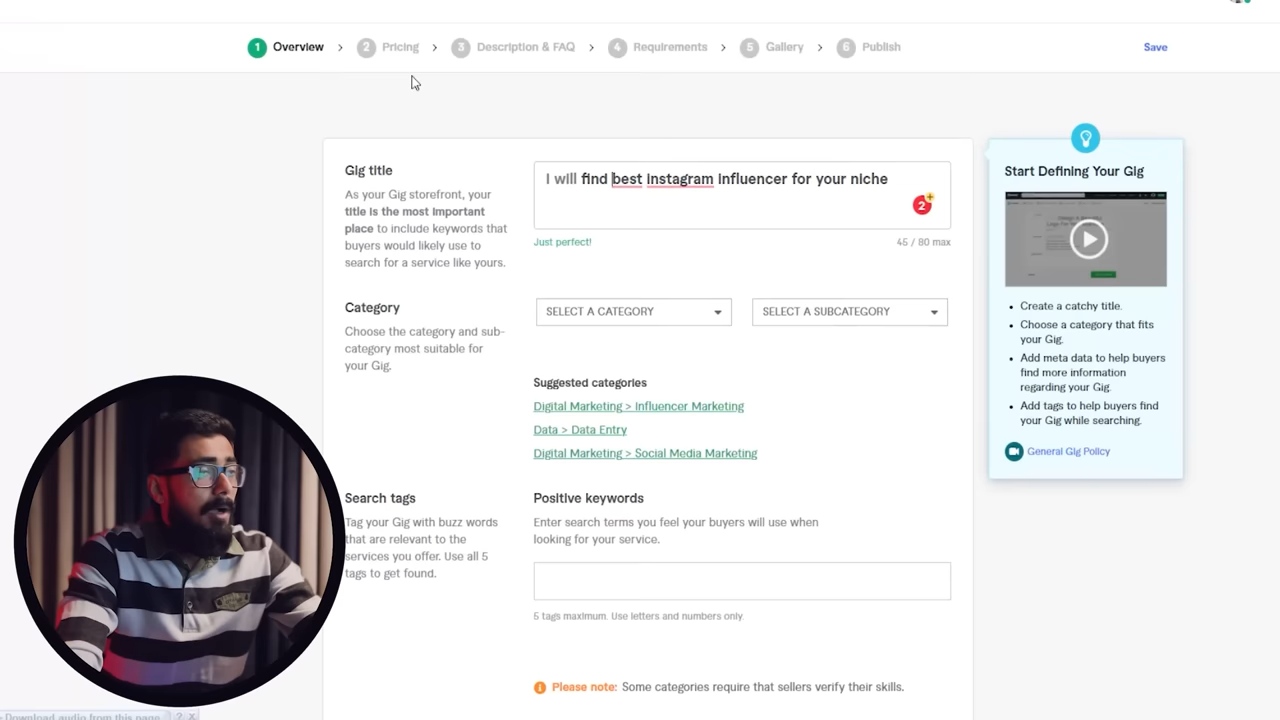 1 Overview > 2 Pricing > 3 Description & FAQ > 4 Requirements > 5 Gallery > 6 Publish
Save
Gig title
As your Gig storefront, your
title is the most important
place to include keywords that
buyers would likely use to
search for a service like yours.
I will find best instagram influencer for your niche
2
Just perfect!
45 / 80 max
Category
Choose the category and sub-
category most suitable for
your Gig.
SELECT A CATEGORY
SELECT A SUBCATEGORY
Suggested categories
Digital Marketing > Influencer Marketing
Data > Data Entry
Digital Marketing > Social Media Marketing
Search tags
Tag your Gig with buzz words
that are relevant to the
services you offer. Use all 5
tags to get found.
Positive keywords
Enter search terms you feel your buyers will use when
looking for your service.
5 tags maximum. Use letters and numbers only.
Please note: Some categories require that sellers verify their skills.
Start Defining Your Gig
Create a catchy title.
Choose a category that fits
your Gig.
Add meta data to help buyers
find more information
regarding your Gig.
Add tags to help buyers find
your Gig while searching.
General Gig Policy
Download audio from this page ? x